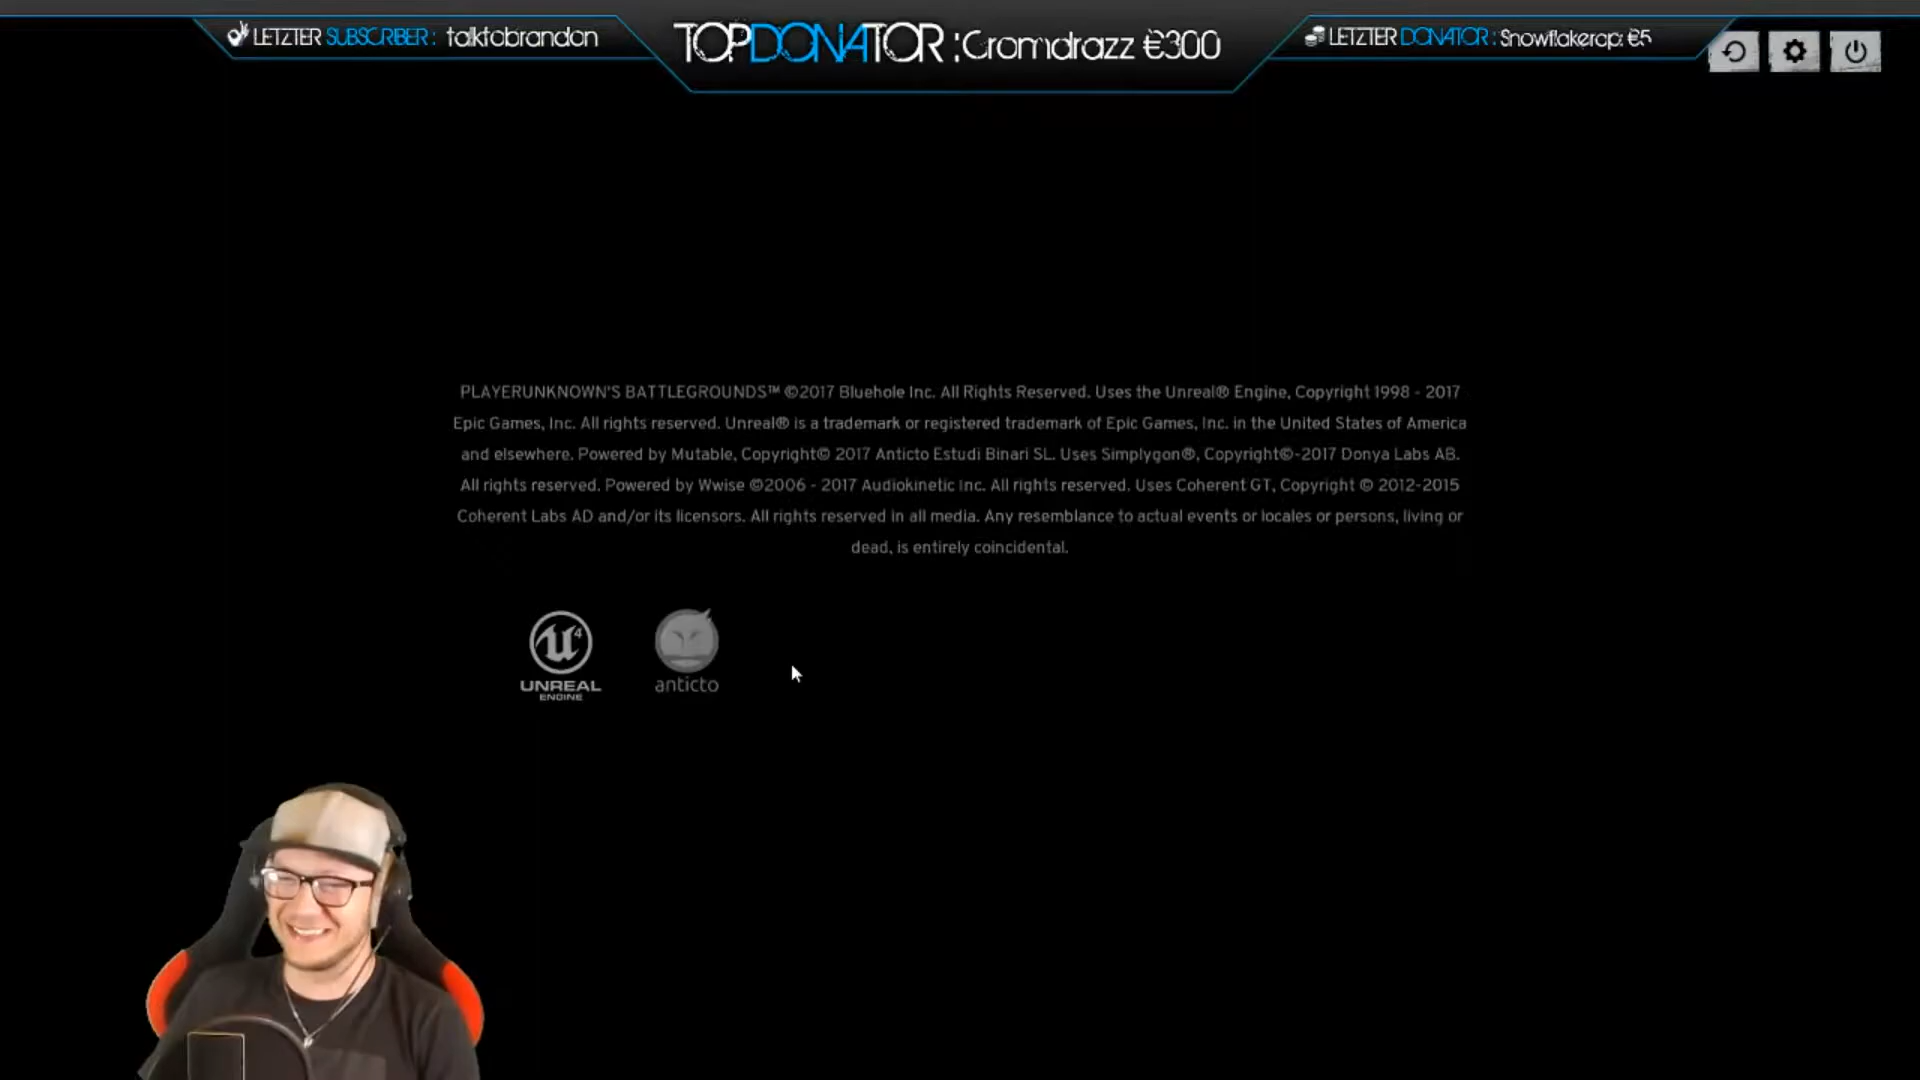 LETZTER SUBSCRIBER : talktobrandon
TOPDONATOR :Cromdrazz €300
LETZTER DONATOR : Snowflakerap: €5
PLAYERUNKNOWN'S BATTLEGROUNDS™ ©2017 Bluehole Inc. All Rights Reserved. Uses the Unreal® Engine, Copyright 1998 - 2017
Epic Games, Inc. All rights reserved. Unreal® is a trademark or registered trademark of Epic Games, Inc. in the United States of America
and elsewhere. Powered by Mutable, Copyright© 2017 Anticto Estudi Binari SL. Uses Simplygon®, Copyright©-2017 Donya Labs AB.
All rights reserved. Powered by Wwise ©2006 - 2017 Audiokinetic Inc. All rights reserved. Uses Coherent GT, Copyright © 2012-2015
Coherent Labs AD and/or its licensors. All rights reserved in all media. Any resemblance to actual events or locales or persons, living or
dead, is entirely coincidental.
U4
UNREAL
ENGINE
anticto